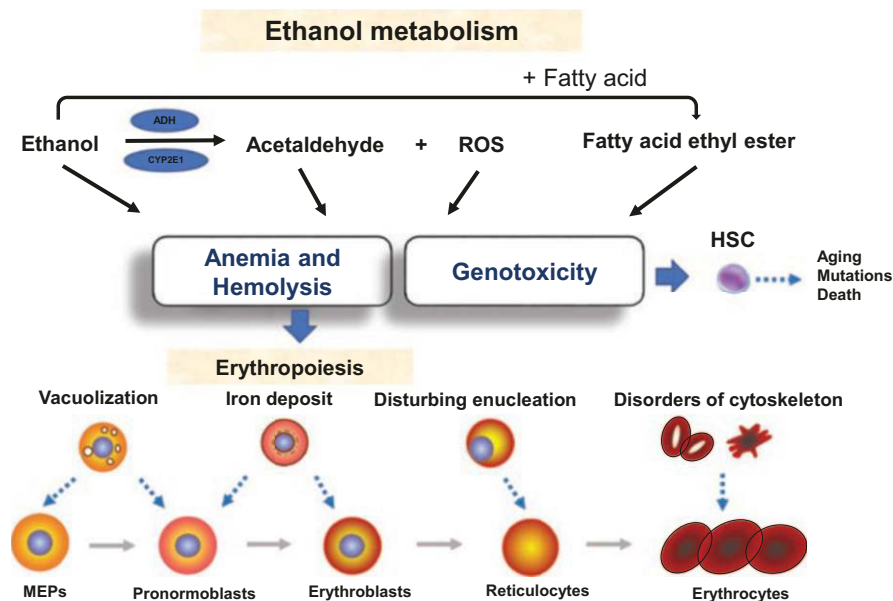 Ethanol metabolism
+ Fatty acid
ADH
Ethanol
Acetaldehyde + ROS
Fatty acid ethyl ester
CYP2E1
HSC
Anemia and
Hemolysis
Genotoxicity
Aging
Mutations
Death
Erythropoiesis
Vacuolization
Iron deposit
Disturbing enucleation
Disorders of cytoskeleton
MEPs
Pronormoblasts
Erythroblasts
Reticulocytes
Erythrocytes